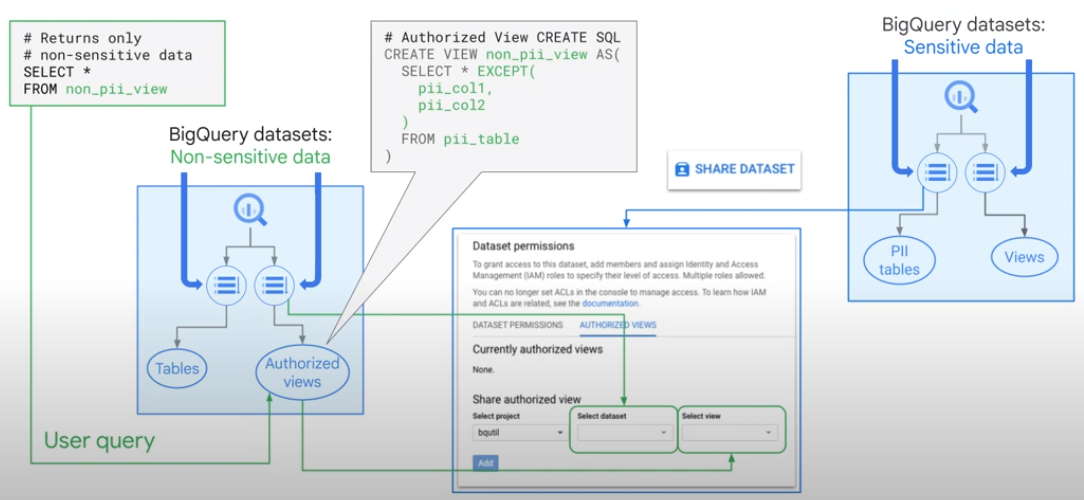 # Returns only
# non-sensitive data
SELECT *
FROM non_pii_view
# Authorized View CREATE SQL
CREATE VIEW non_pii_view AS(
SELECT * EXCEPT(
pii_col1,
pii_col2
)
FROM pii_table
)
BigQuery datasets:
Sensitive data
BigQuery datasets:
Non-sensitive data
SHARE DATASET
PII
tables
Views
Dataset permissions
To grant access to this dataset, add members and assign Identity and Access
Management (IAM) roles to specify their level of access. Multiple roles allowed.
You can no longer set ACLs in the console to manage access. To learn how IAM
and ACLs are related, see the documentation.
DATASET PERMISSIONS AUTHORIZED VIEWS
Currently authorized views
None.
Share authorized view
Select project Select dataset Select view
bqutil
Add
Tables
Authorized
views
User query